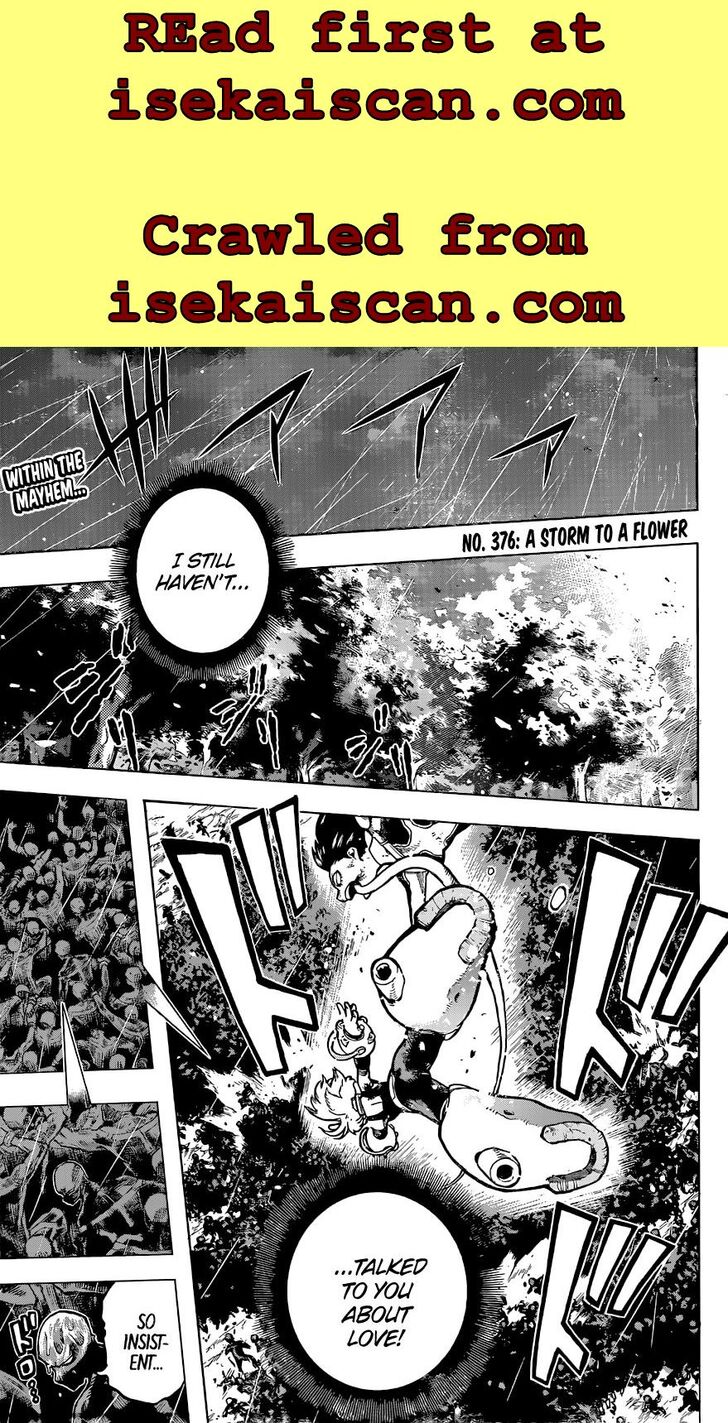 REad first at
isekaiscan.com
Crawled from
isekaiscan.com
WITHIN THE
MAYHEM...
NO. 376: A STORM TO A FLOWER
I STILL
HAVEN'T...
...TALKED
TO YOU
ABOUT
LOVE!
SO
INSIST-
ENT...